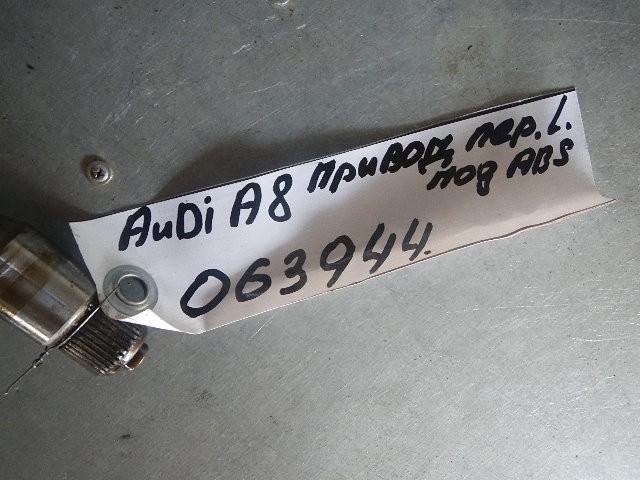 AuDi A8 привод пер. L.
под ABS
063944.